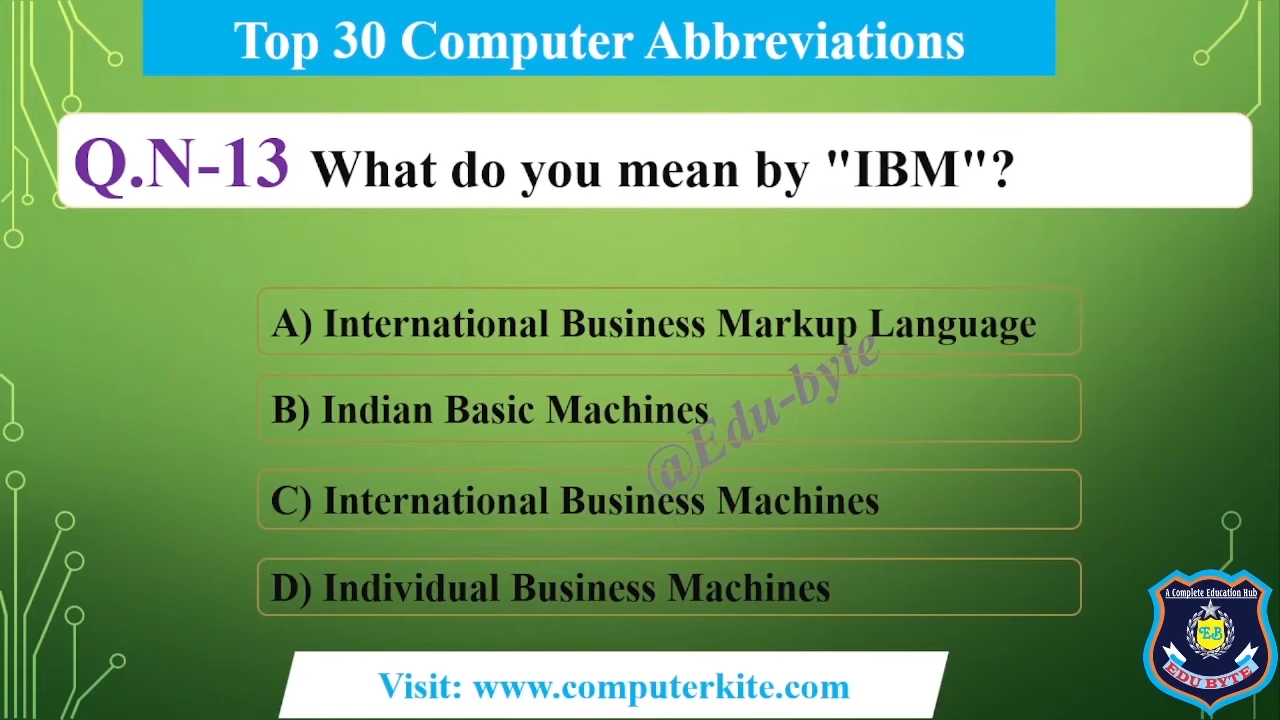 Top 30 Computer Abbreviations
Q.N-13 What do you mean by "IBM"?
A) International Business Markup Language
B) Indian Basic Machines
C) International Business Machines
D) Individual Business Machines
@Edu-byte
Visit: www.computerkite.com
A Complete Education Hub
EB
EDU BYTE